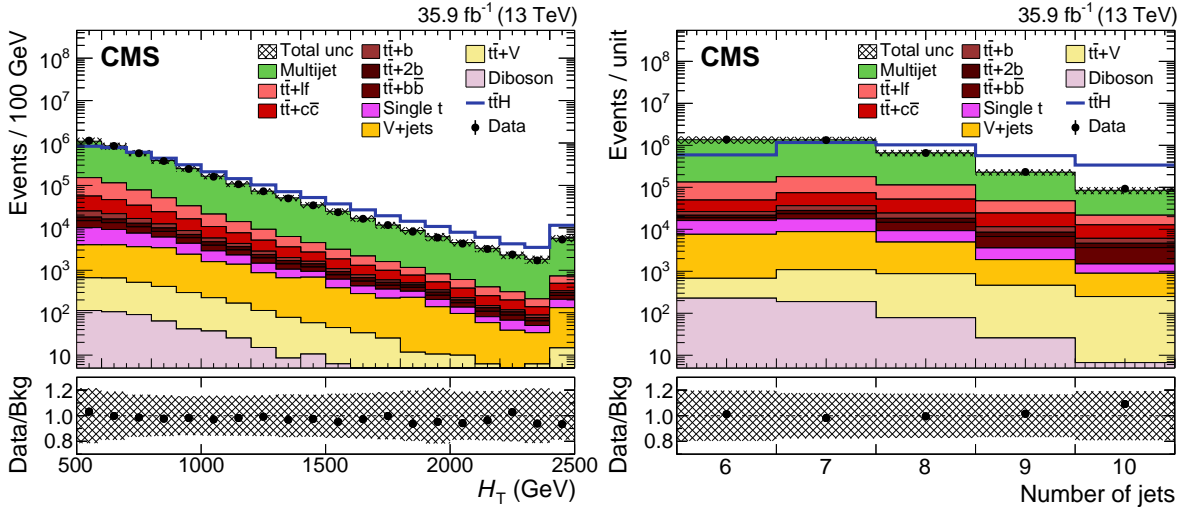 35.9 fb⁻¹ (13 TeV)
CMS
Total unc
Multijet
tt̄+lf
tt̄+cc̄
tt̄+b
tt̄+2b
tt̄+bb̄
Single t
V+jets
tt̄+V
Diboson
tt̄H
Data
Events / 100 GeV
10⁸
10⁷
10⁶
10⁵
10⁴
10³
10²
10
Data/Bkg
1.2
1.0
0.8
500 1000 1500 2000 2500
H_T (GeV)
35.9 fb⁻¹ (13 TeV)
CMS
Total unc
Multijet
tt̄+lf
tt̄+cc̄
tt̄+b
tt̄+2b
tt̄+bb̄
Single t
V+jets
tt̄+V
Diboson
tt̄H
Data
Events / unit
10⁸
10⁷
10⁶
10⁵
10⁴
10³
10²
10
Data/Bkg
1.2
1.0
0.8
6 7 8 9 10
Number of jets